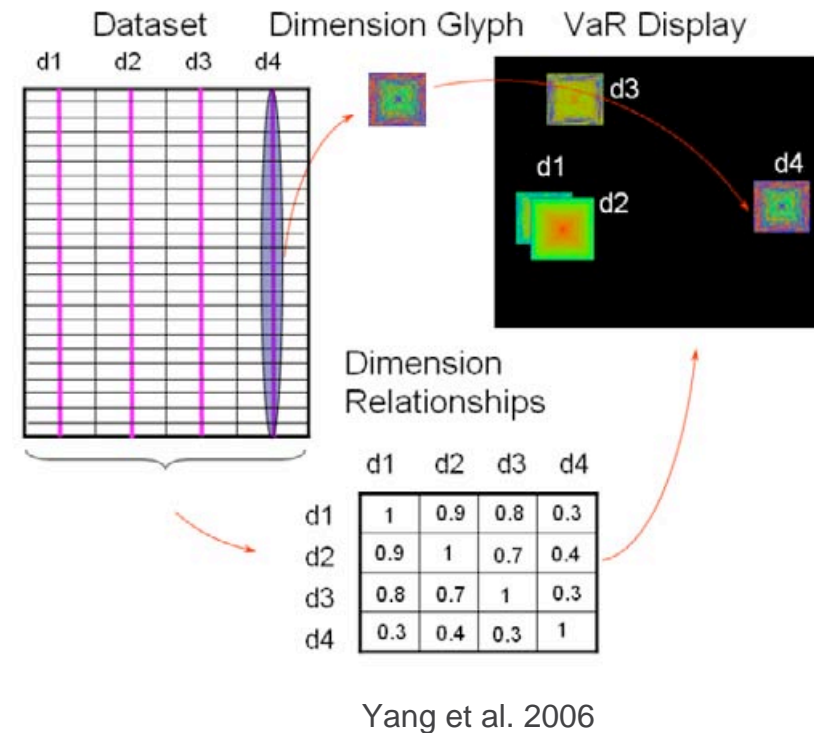 Dataset Dimension Glyph VaR Display
d1 d2 d3 d4
d3
d4
d1
d2
Dimension
Relationships
d1 d2 d3 d4
d1 1 0.9 0.8 0.3
d2 0.9 1 0.7 0.4
d3 0.8 0.7 1 0.3
d4 0.3 0.4 0.3 1
Yang et al. 2006